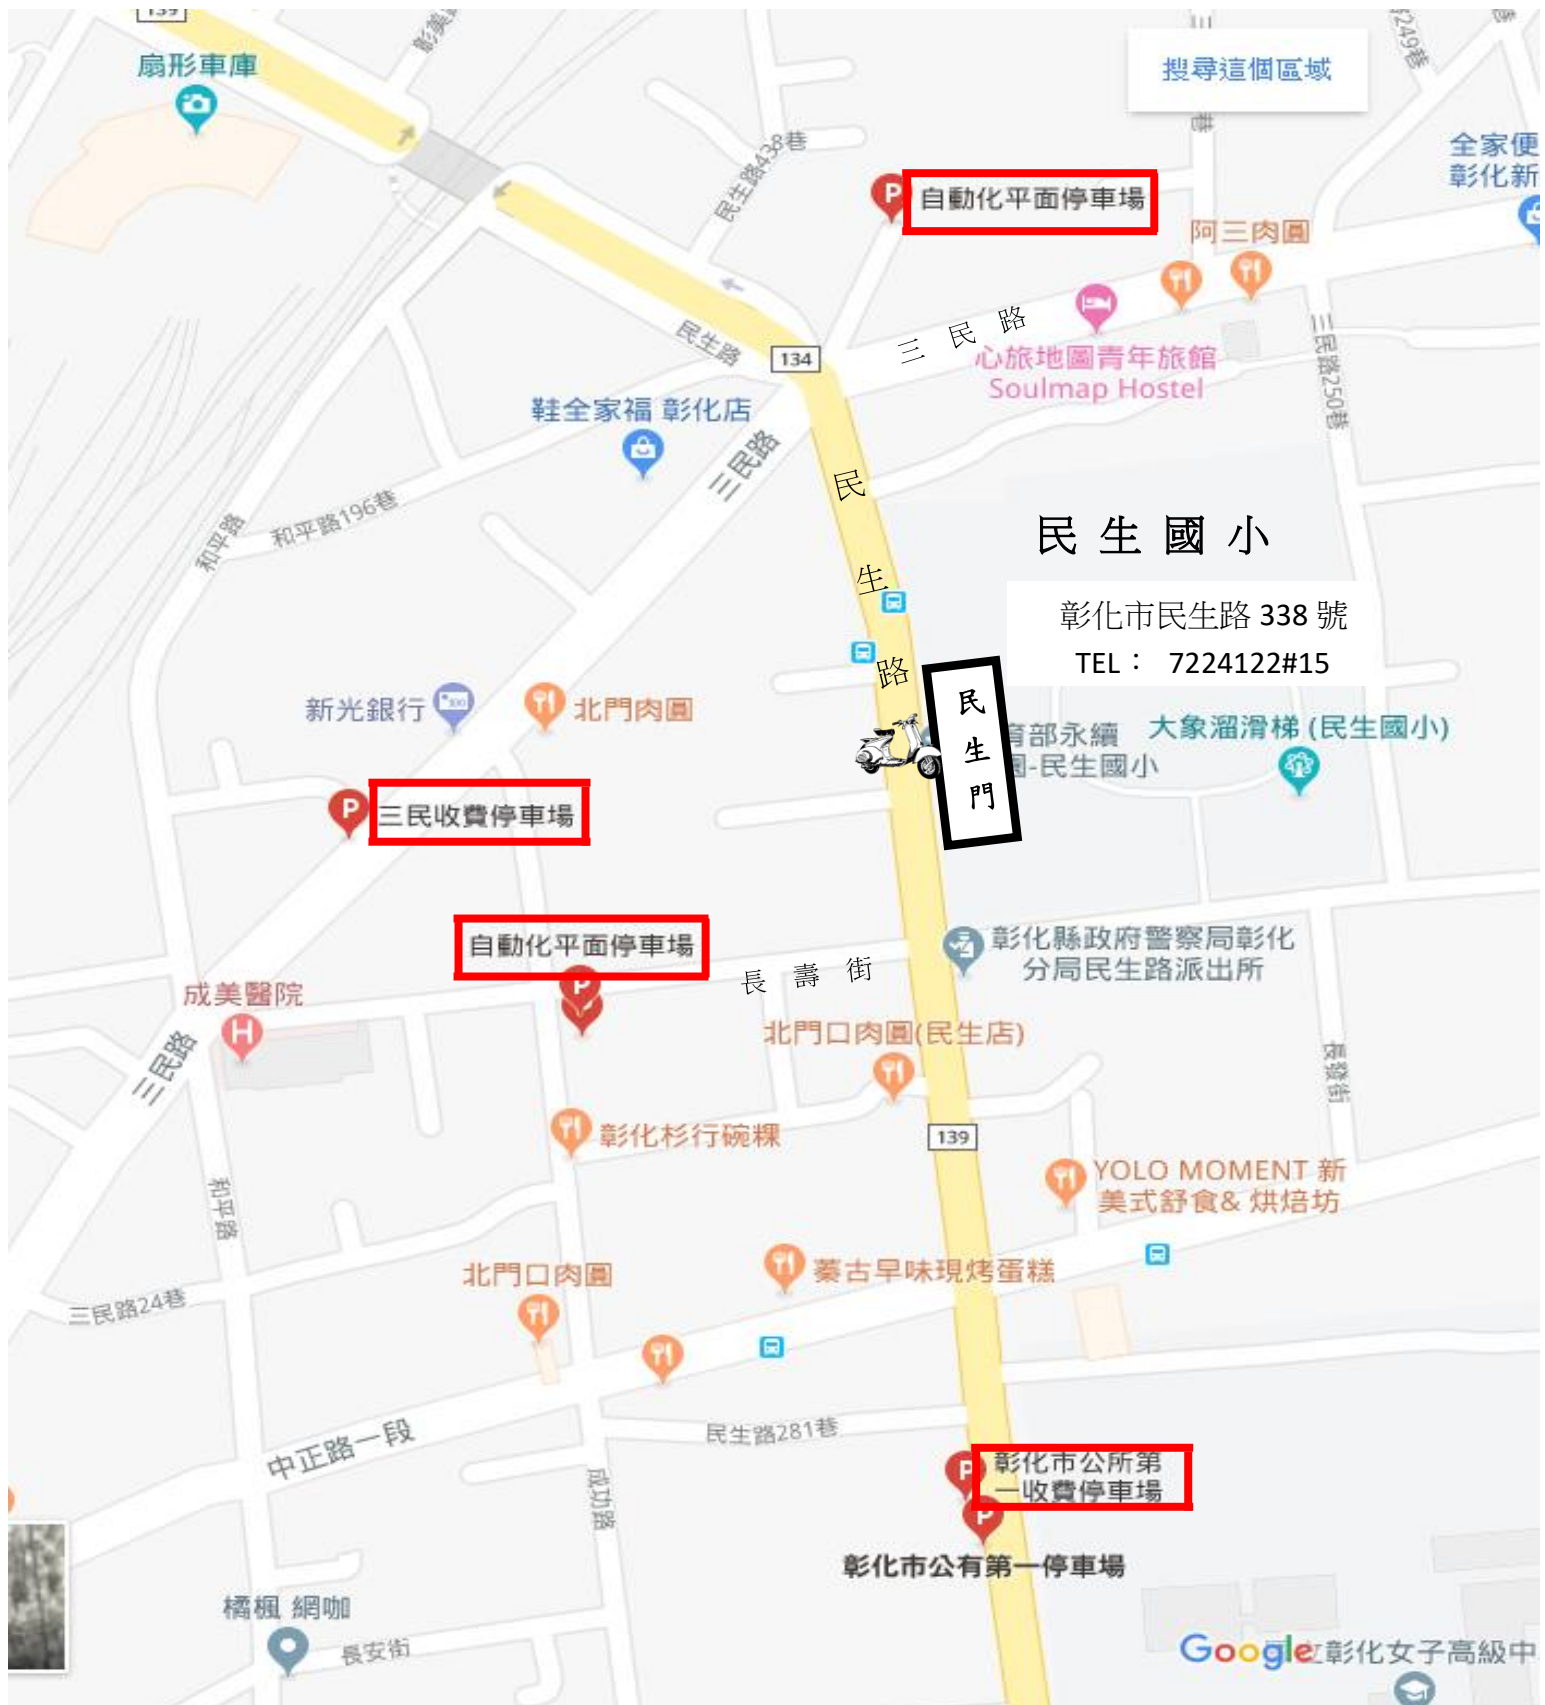 139
扇形車庫
搜尋這個區域
全家便
彰化新
民生路438巷
自動化平面停車場
阿三肉圓
三民路
心旅地圖青年旅館
Soulmap Hostel
三民路250巷
民生路
134
鞋全家福 彰化店
三民路
民生路
和平路196巷
和平路
民生國小
彰化市民生路 338 號
TEL： 7224122#15
新光銀行
北門肉圓
民生門
育部永續
園-民生國小
大象溜滑梯 (民生國小)
三民收費停車場
自動化平面停車場
長壽街
彰化縣政府警察局彰化
分局民生路派出所
成美醫院
三民路
北門口肉圓(民生店)
長發街
彰化杉行碗粿
139
YOLO MOMENT 新
美式舒食& 烘焙坊
和平路
北門口肉圓
蓁古早味現烤蛋糕
三民路24巷
中正路一段
民生路281巷
成功路
彰化市公所第
一收費停車場
彰化市公有第一停車場
橘楓 網咖
長安街
Google
彰化女子高級中